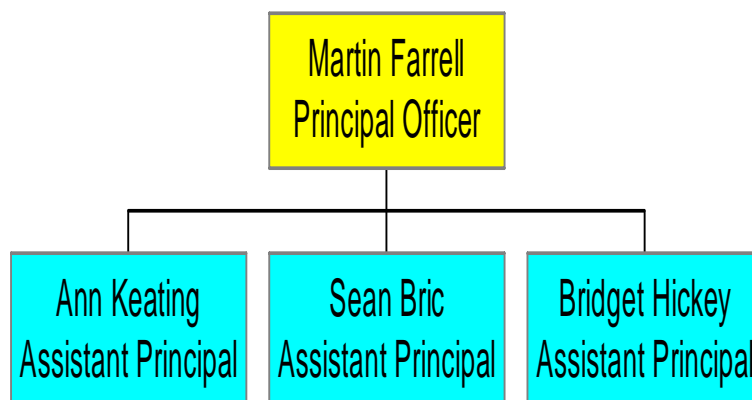 Martin Farrell
Principal Officer
Ann Keating
Assistant Principal
Sean Bric
Assistant Principal
Bridget Hickey
Assistant Principal